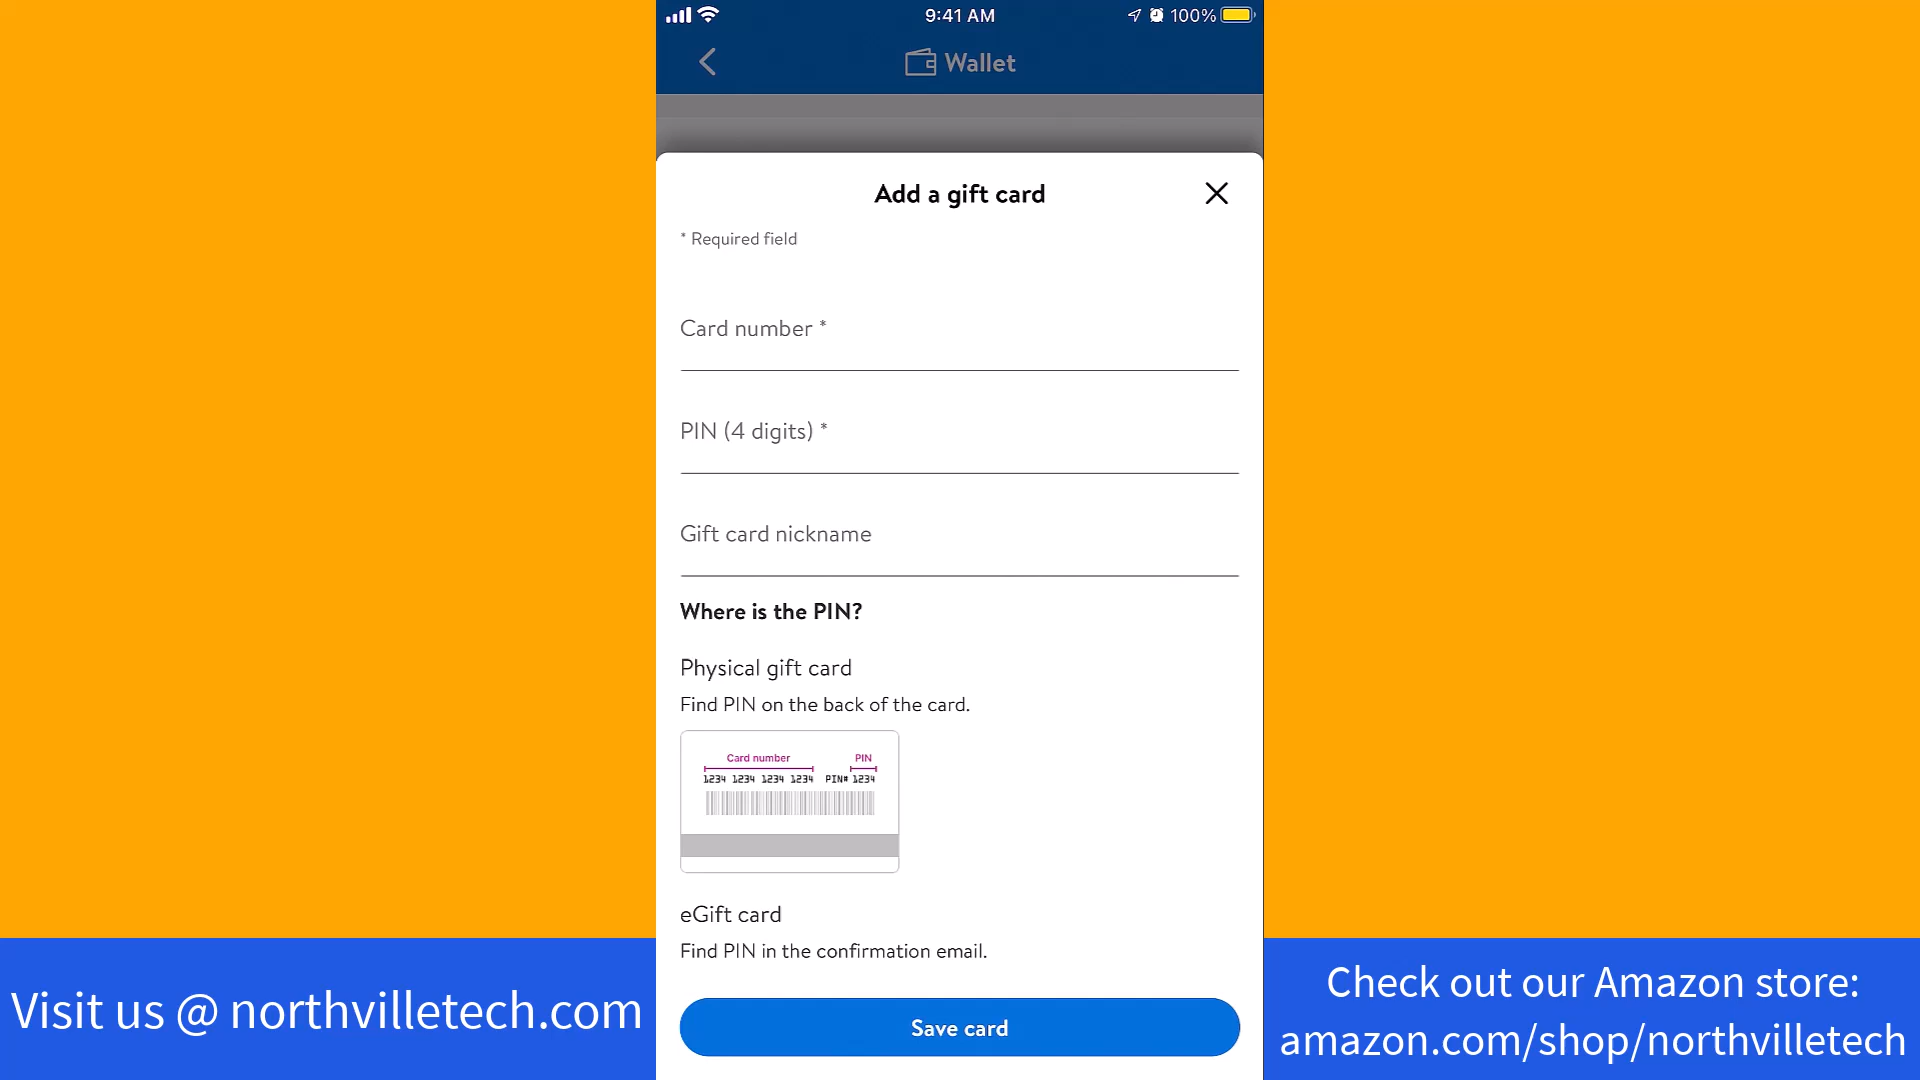 9:41 AM
100%
Wallet
Add a gift card
* Required field
Card number *
PIN (4 digits) *
Gift card nickname
Where is the PIN?
Physical gift card
Find PIN on the back of the card.
Card number PIN
1234 1234 1234 1234 PIN# 1234
eGift card
Find PIN in the confirmation email.
Save card
Visit us @ northvilletech.com
Check out our Amazon store:
amazon.com/shop/northvilletech